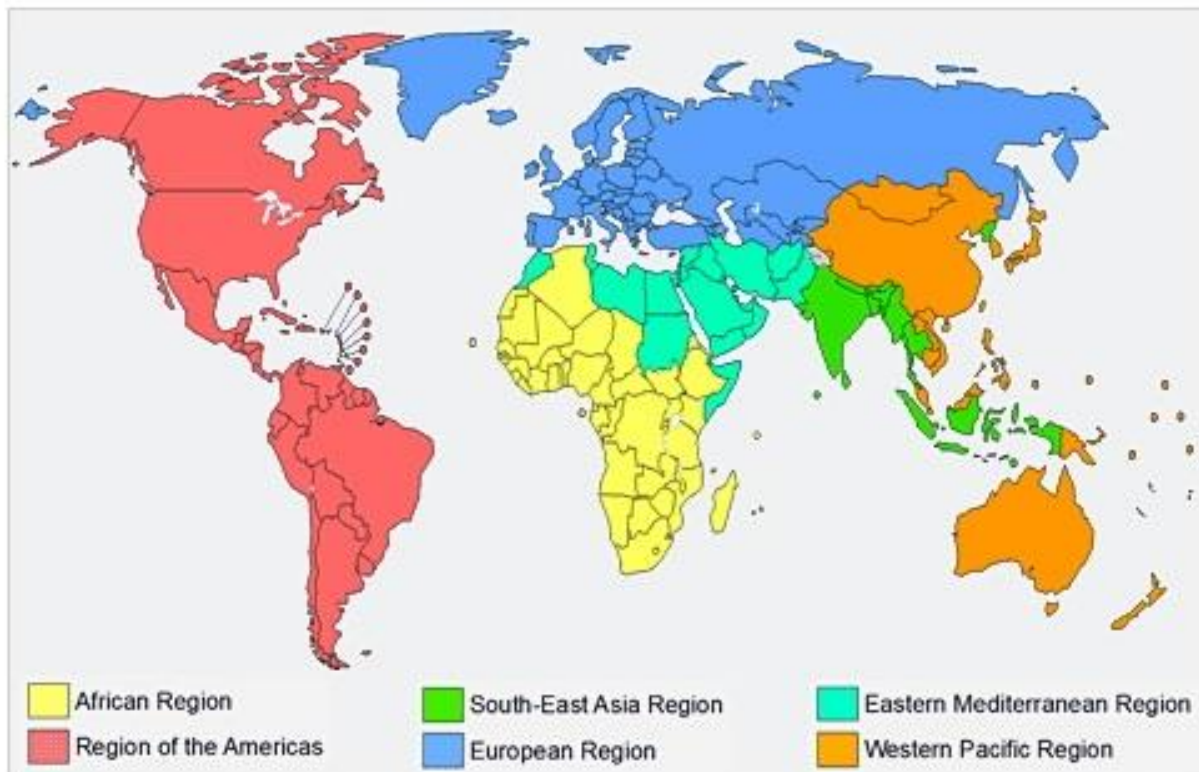 African Region
South-East Asia Region
Eastern Mediterranean Region
Region of the Americas
European Region
Western Pacific Region